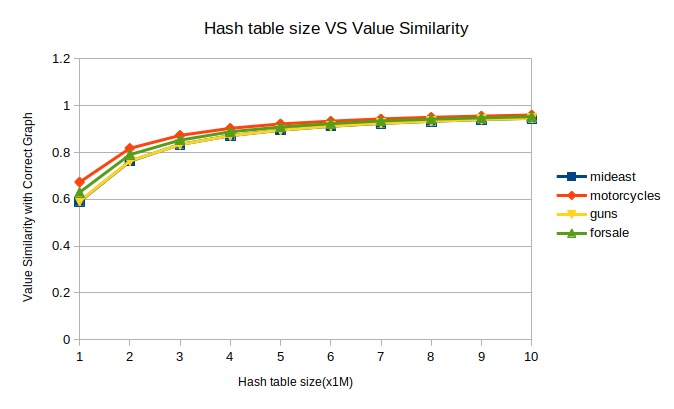 Hash table size VS Value Similarity
1.2
1
0.8
0.6
0.4
0.2
0
Value Similarity with Correct Graph
1 2 3 4 5 6 7 8 9 10
Hash table size(x1M)
mideast
motorcycles
guns
forsale